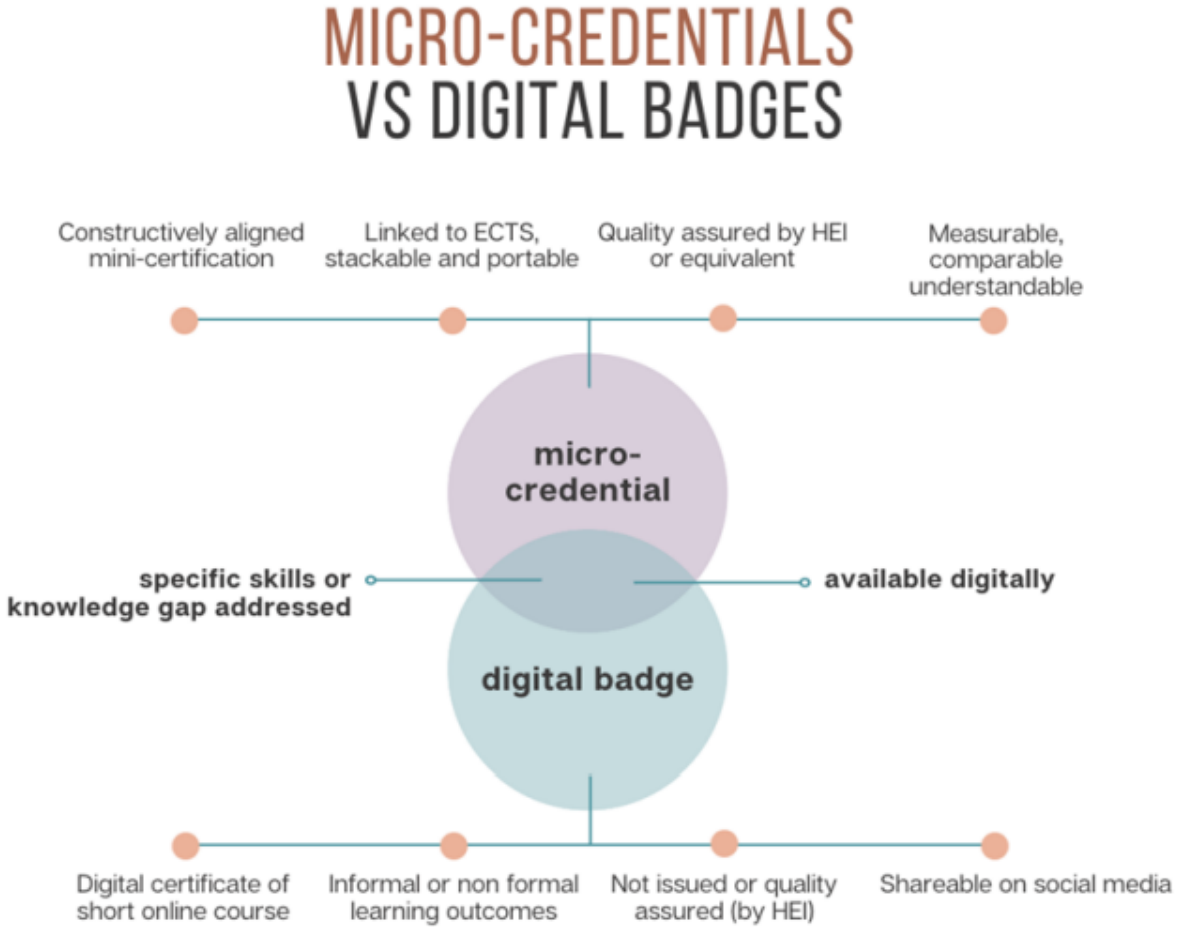 MICRO-CREDENTIALS
VS DIGITAL BADGES
Constructively aligned
mini-certification
Linked to ECTS,
stackable and portable
Quality assured by HEI
or equivalent
Measurable,
comparable
understandable
micro-
credential
specific skills or
knowledge gap addressed
available digitally
digital badge
Digital certificate of
short online course
Informal or non formal
learning outcomes
Not issued or quality
assured (by HEI)
Shareable on social media